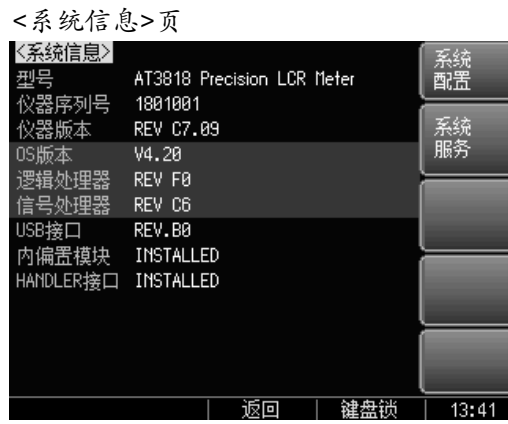 <系统信息>页
<系统信息>
型号 AT3818 Precision LCR Meter
仪器序列号 1801001
仪器版本 REV C7.09
OS版本 V4.20
逻辑处理器 REV F0
信号处理器 REV C6
USB接口 REV.B0
内偏置模块 INSTALLED
HANDLER接口 INSTALLED
系统
配置
系统
服务
返回 键盘锁 13:41